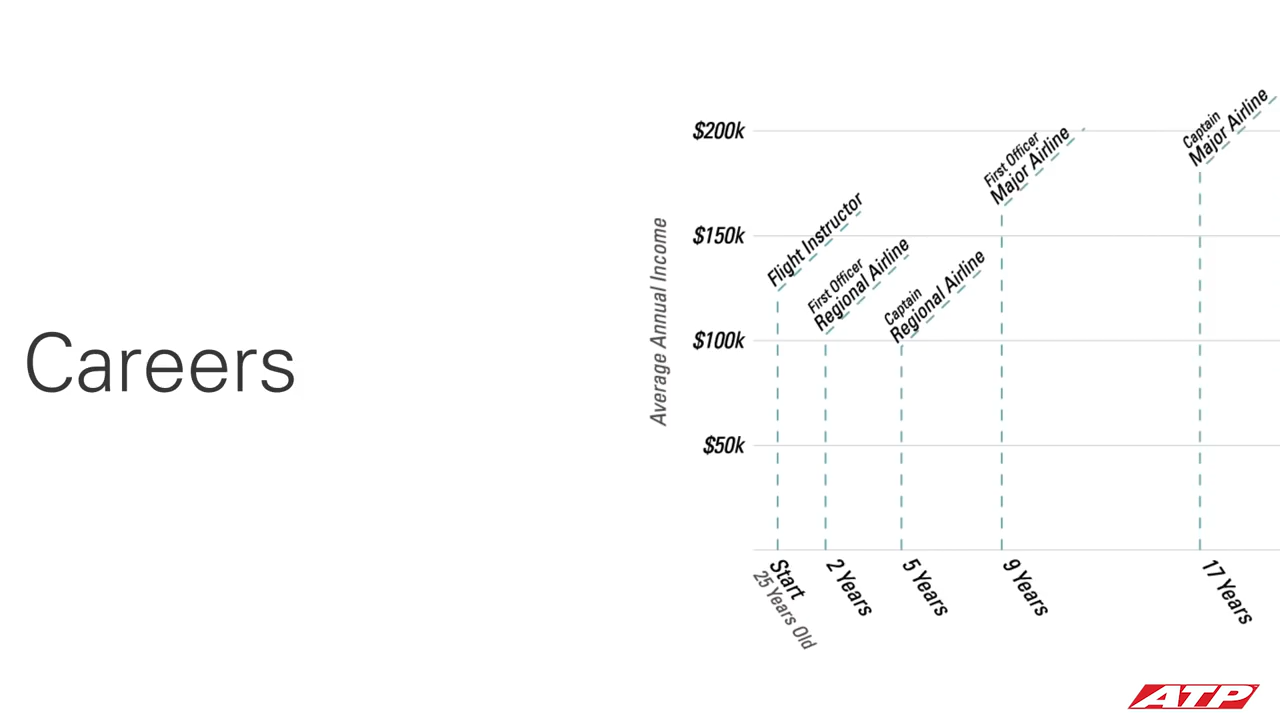 Careers
Average Annual Income
$200k
$150k
$100k
$50k
Flight Instructor
First Officer
Regional Airline
Captain
Regional Airline
First Officer
Major Airline
Captain
Major Airline
Start
25 Years Old
2 Years
5 Years
9 Years
17 Years
ATP